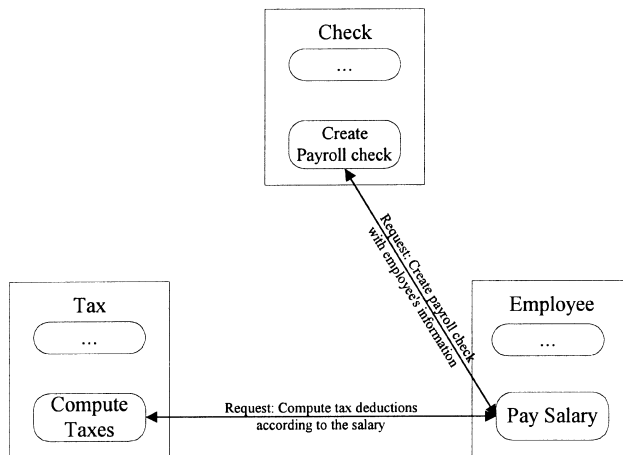 Check
...
Create
Payroll check
Request: Create payroll check
with employee's information
Tax
...
Compute
Taxes
Request: Compute tax deductions
according to the salary
Employee
...
Pay Salary